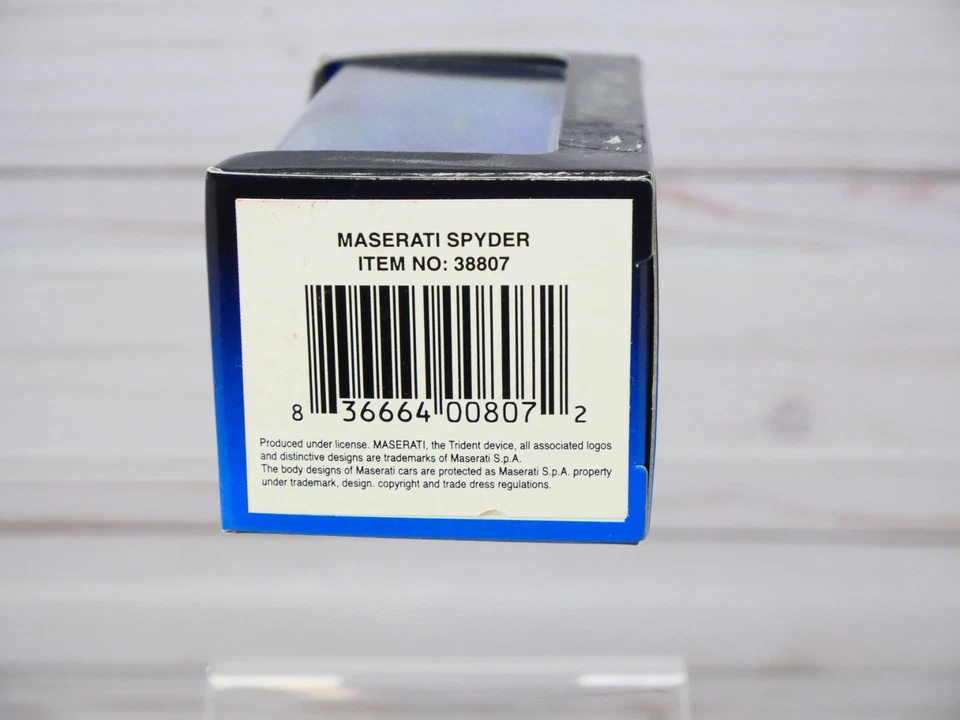 MASERATI SPYDER
ITEM NO: 38807
8 36664 00807 2
Produced under license. MASERATI, the Trident device, all associated logos
and distinctive designs are trademarks of Maserati S.p.A.
The body designs of Maserati cars are protected as Maserati S.p.A. property
under trademark, design. copyright and trade dress regulations.